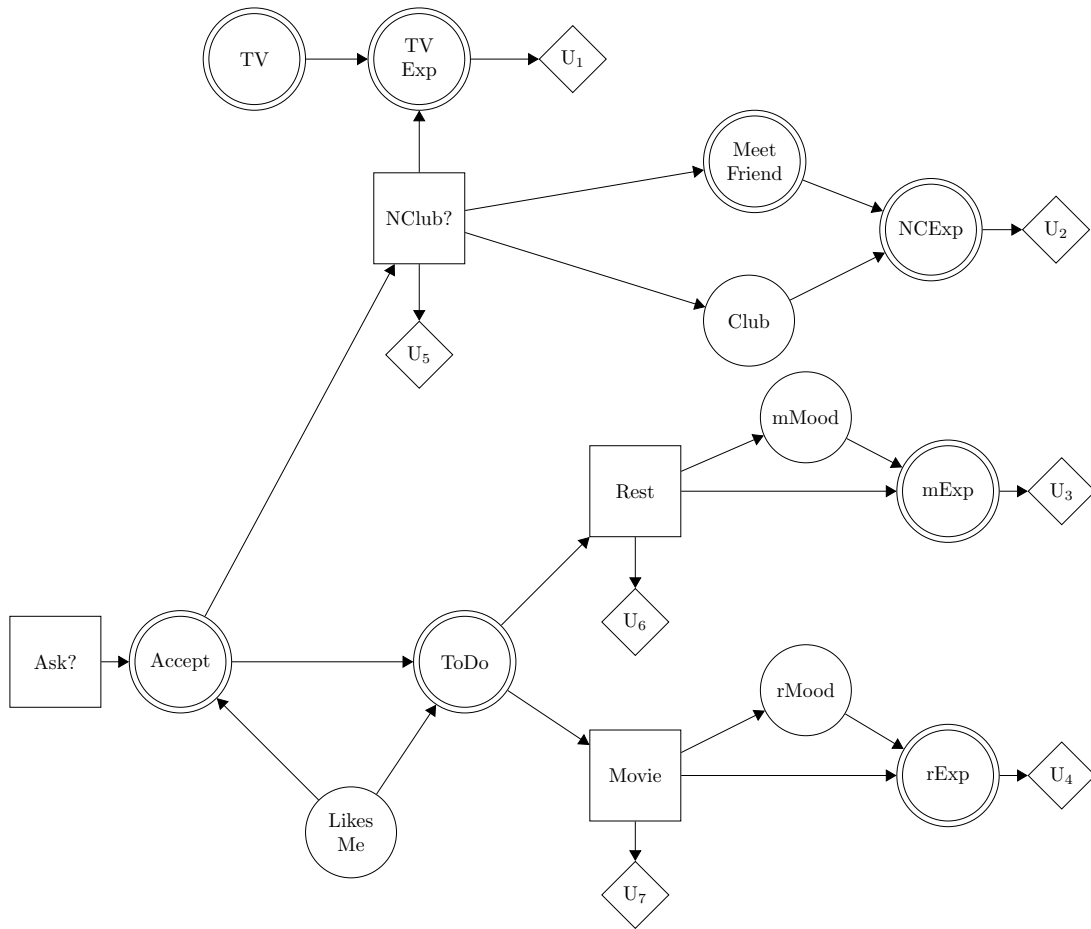 TV
TV
Exp
U₁
Meet
Friend
NClub?
NCExp
U₂
Club
U₅
mMood
Rest
mExp
U₃
U₆
Ask?
Accept
ToDo
rMood
Movie
rExp
U₄
Likes
Me
U₇